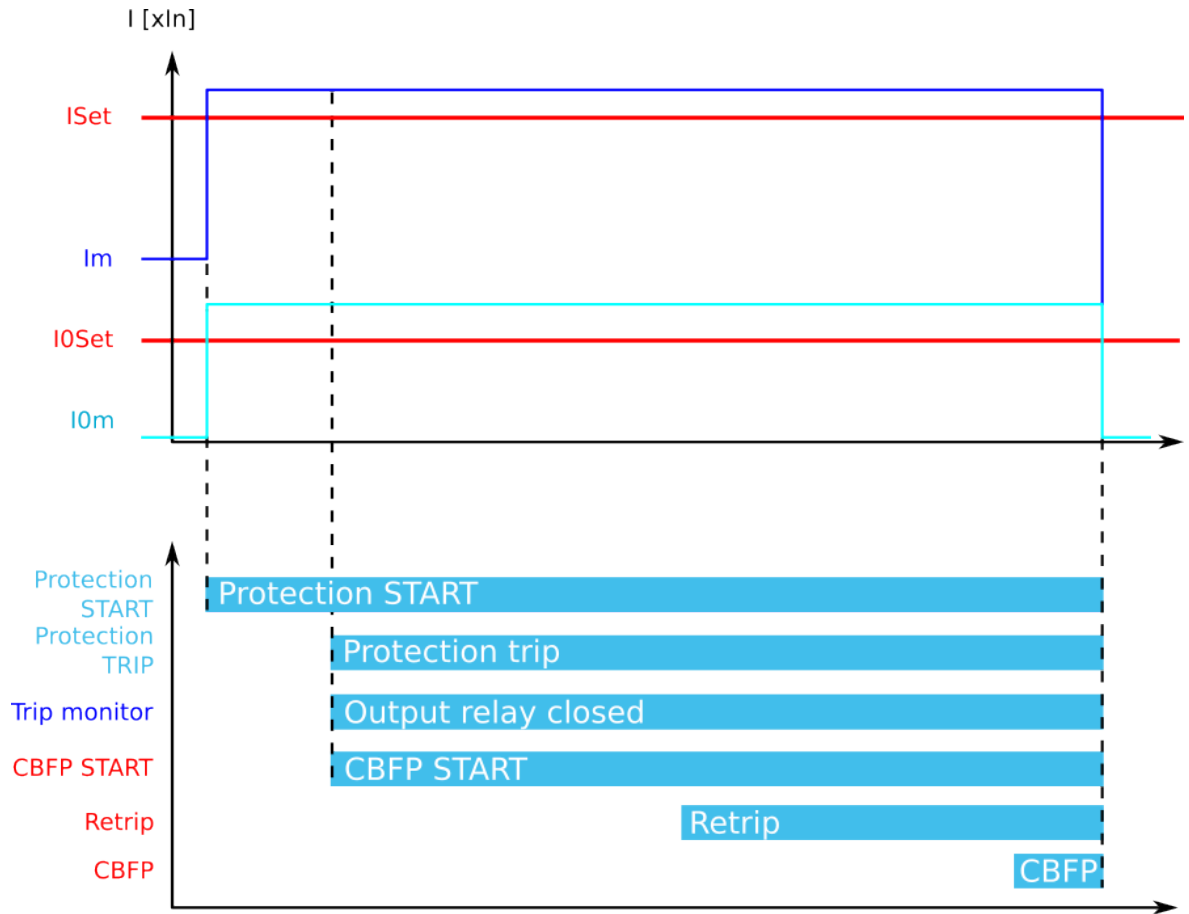 I [xIn]
ISet
Im
I0Set
I0m
Protection
START
Protection START
Protection
TRIP
Protection trip
Trip monitor
Output relay closed
CBFP START
CBFP START
Retrip
Retrip
CBFP
CBFP